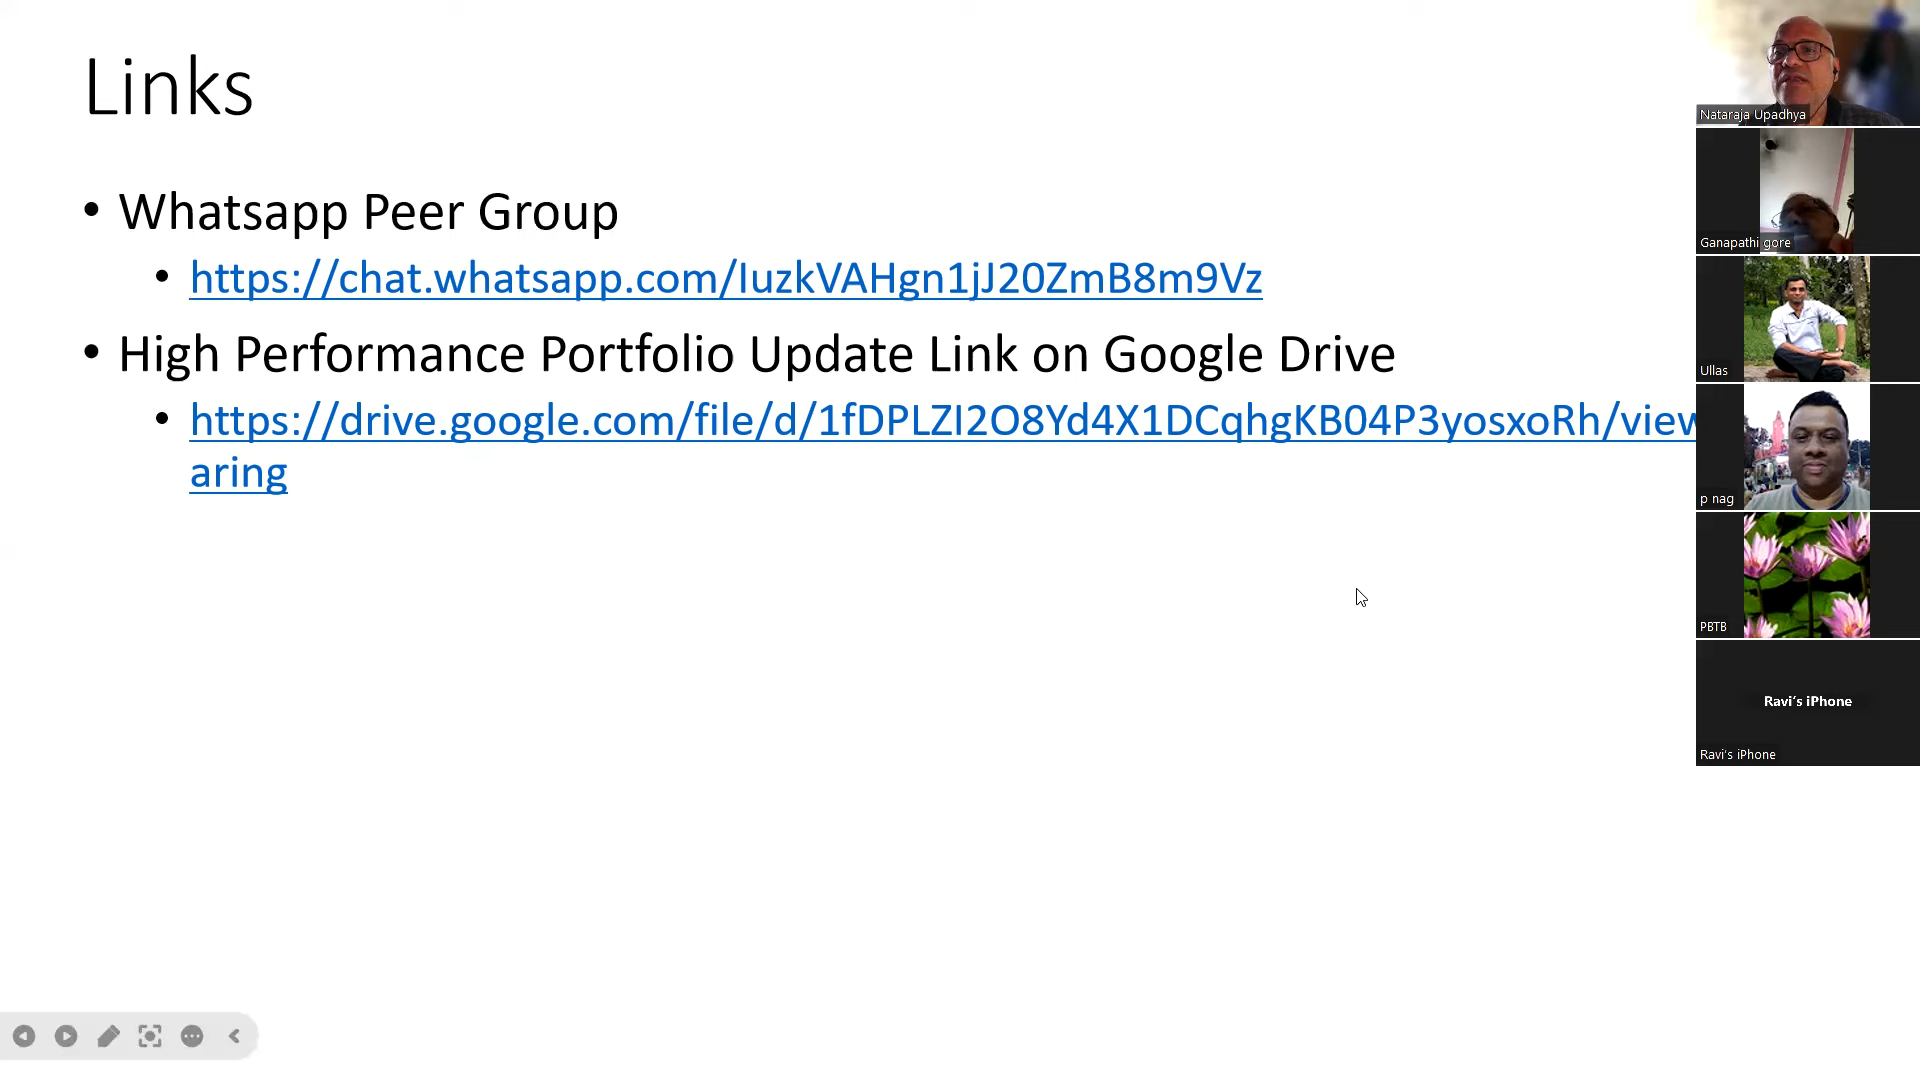 Links
• Whatsapp Peer Group
• https://chat.whatsapp.com/IuzkVAHgn1jJ20ZmB8m9Vz
• High Performance Portfolio Update Link on Google Drive
• https://drive.google.com/file/d/1fDPLZI2O8Yd4X1DCqhgKB04P3yosxoRh/view
aring
Nataraja Upadhya
Ganapathi gore
Ullas
p nag
PBTB
Ravi's iPhone
Ravi's iPhone